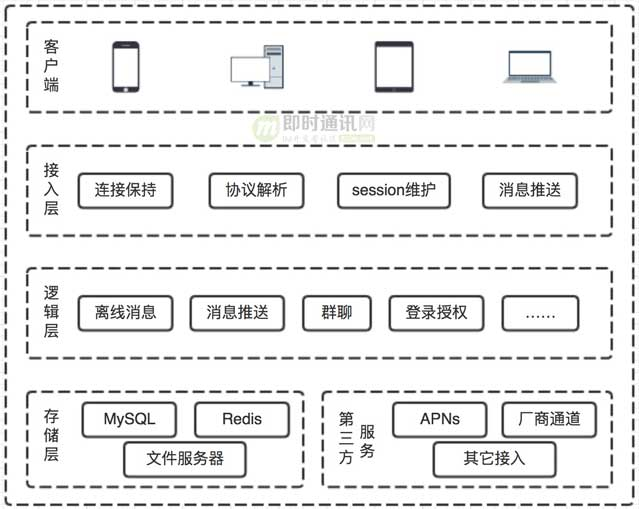 客户端
即时通讯网
接入层
连接保持
协议解析
session维护
消息推送
逻辑层
离线消息
消息推送
群聊
登录授权
……
存储层
MySQL
Redis
文件服务器
第三方服务
APNs
厂商通道
其它接入